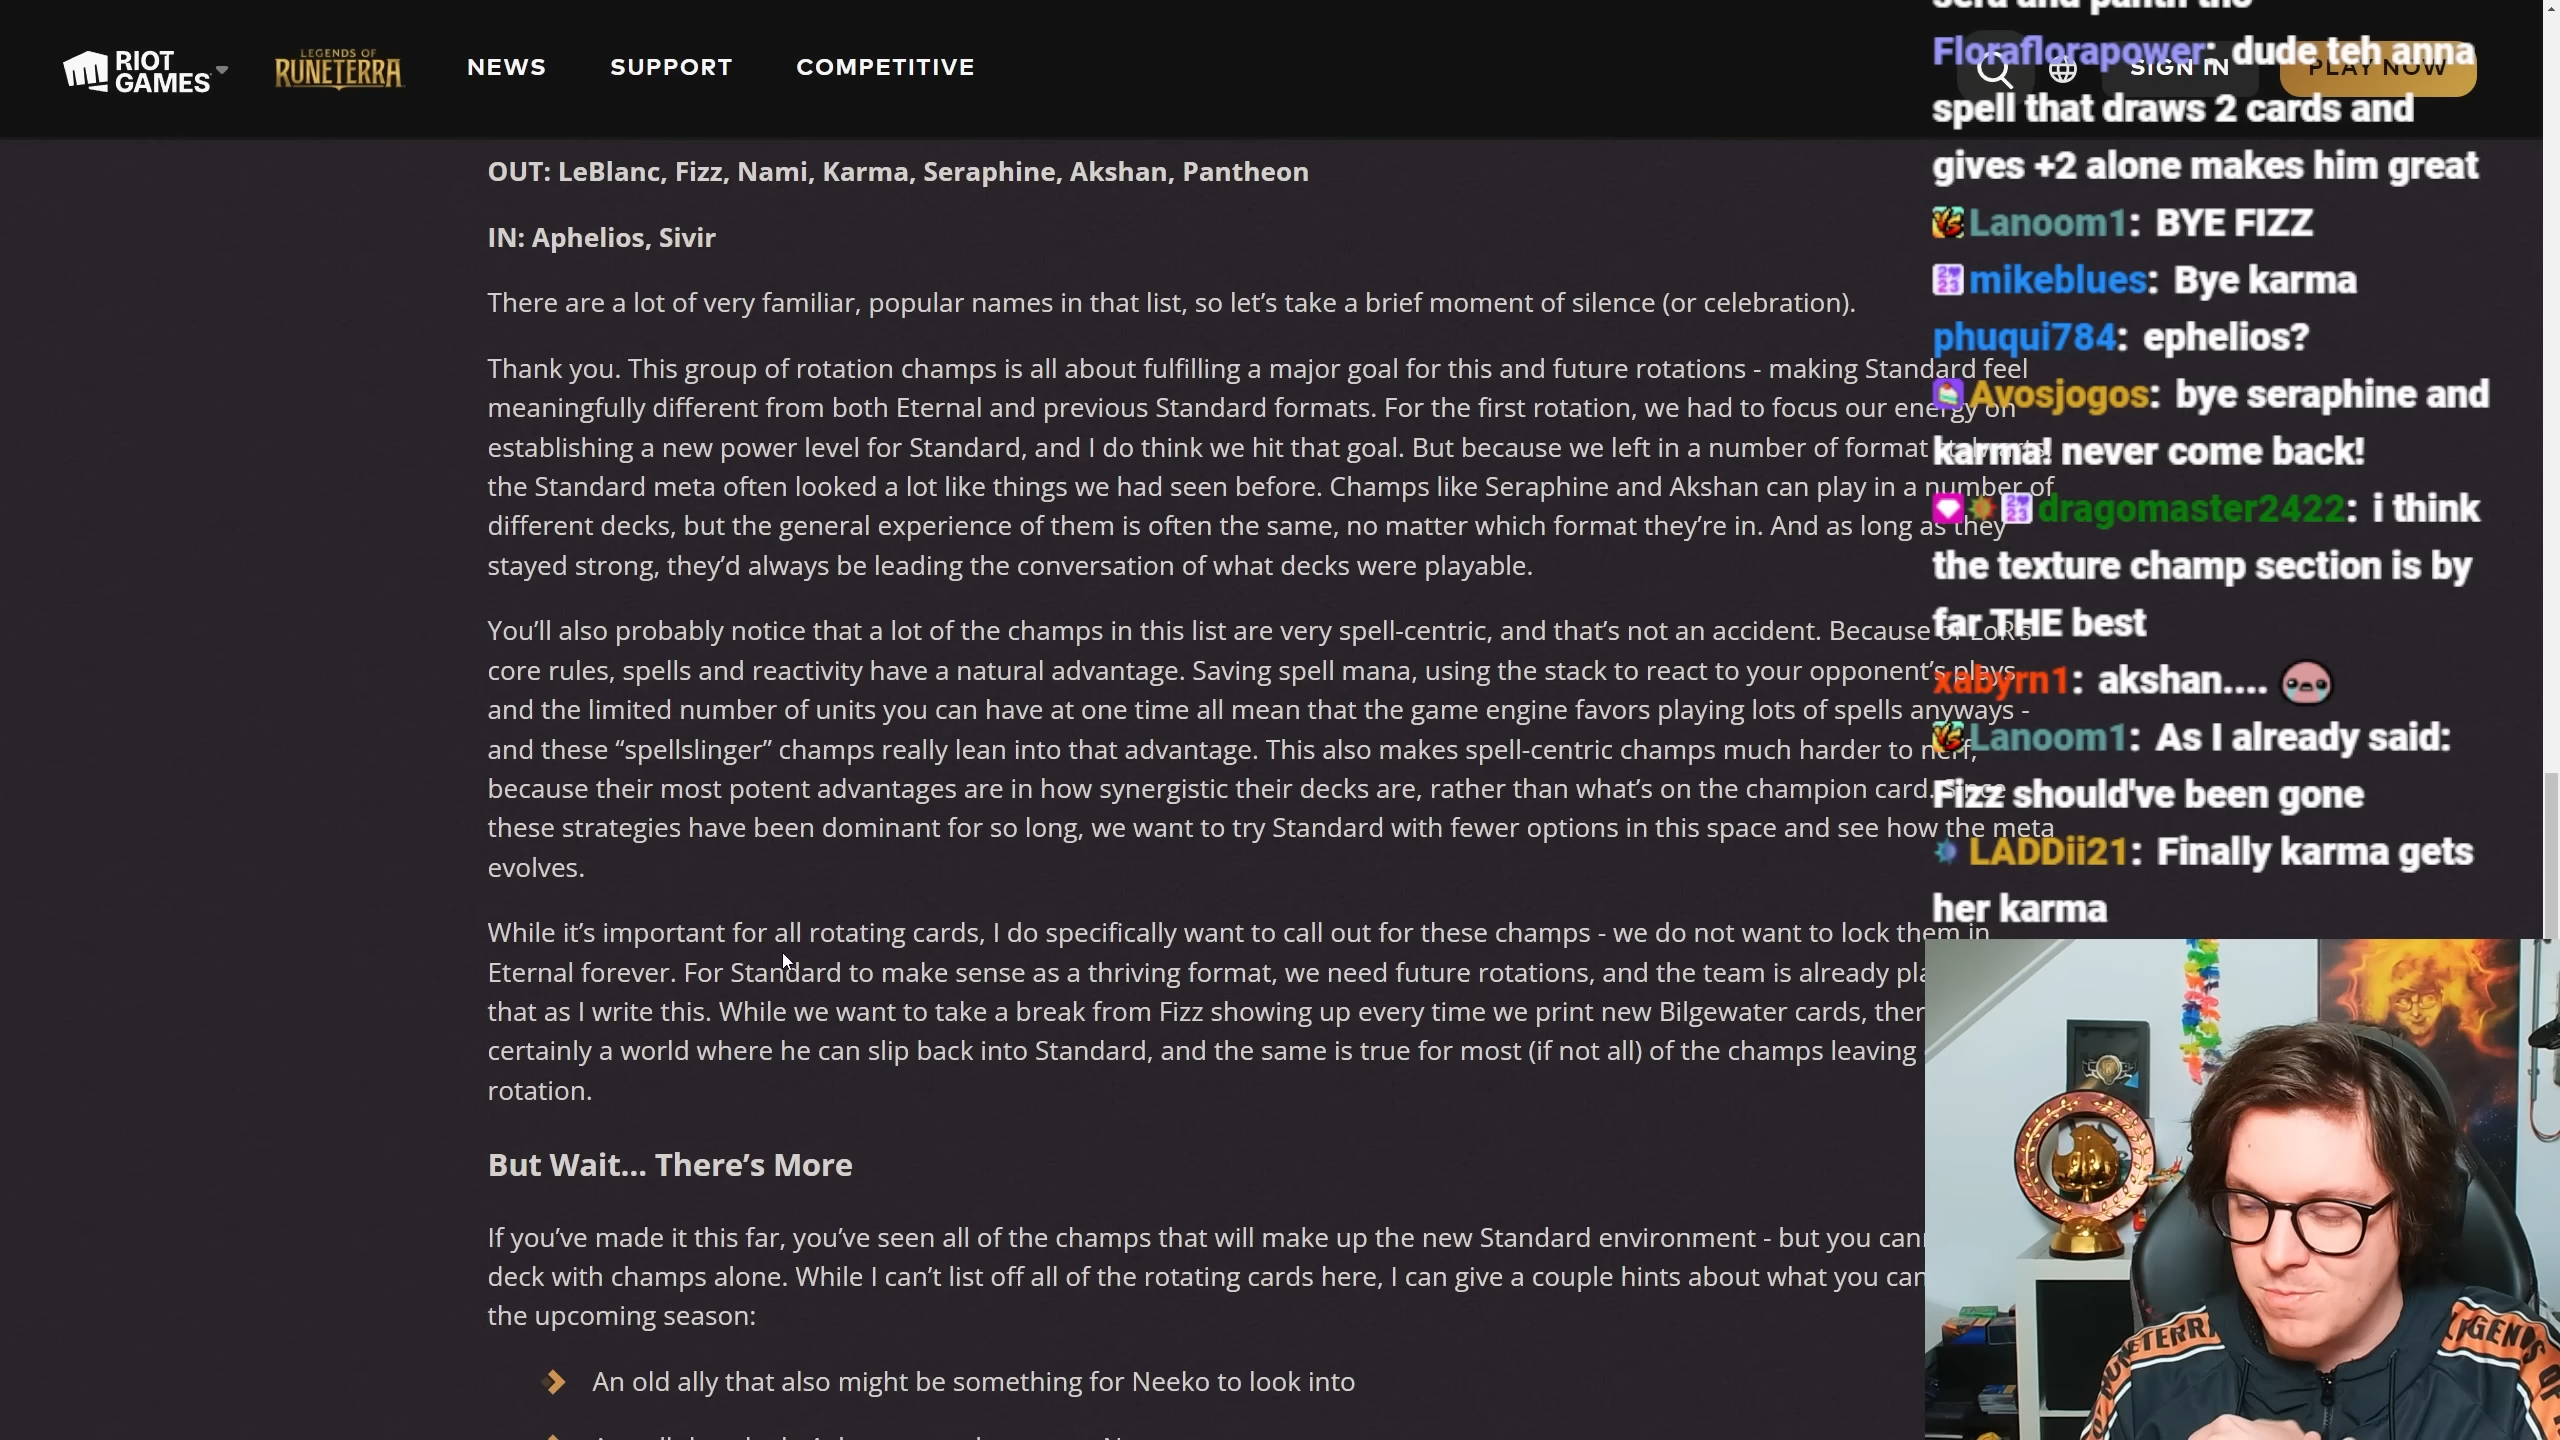 RIOT
GAMES
LEGENDS OF
RUNETERRA
NEWS
SUPPORT
COMPETITIVE
SIGN IN
PLAY NOW
OUT: LeBlanc, Fizz, Nami, Karma, Seraphine, Akshan, Pantheon
IN: Aphelios, Sivir
There are a lot of very familiar, popular names in that list, so let’s take a brief moment of silence (or celebration).
Thank you. This group of rotation champs is all about fulfilling a major goal for this and future rotations - making Standard feel
meaningfully different from both Eternal and previous Standard formats. For the first rotation, we had to focus our energy on
establishing a new power level for Standard, and I do think we hit that goal. But because we left in a number of format
the Standard meta often looked a lot like things we had seen before. Champs like Seraphine and Akshan can play in a number of
different decks, but the general experience of them is often the same, no matter which format they’re in. And as long as they
stayed strong, they’d always be leading the conversation of what decks were playable.
You’ll also probably notice that a lot of the champs in this list are very spell-centric, and that’s not an accident. Because of LoR’s
core rules, spells and reactivity have a natural advantage. Saving spell mana, using the stack to react to your opponent’s plays
and the limited number of units you can have at one time all mean that the game engine favors playing lots of spells anyways -
and these “spellslinger” champs really lean into that advantage. This also makes spell-centric champs much harder to nerf,
because their most potent advantages are in how synergistic their decks are, rather than what’s on the champion card. Since
these strategies have been dominant for so long, we want to try Standard with fewer options in this space and see how the meta
evolves.
While it’s important for all rotating cards, I do specifically want to call out for these champs - we do not want to lock them in
Eternal forever. For Standard to make sense as a thriving format, we need future rotations, and the team is already pla
that as I write this. While we want to take a break from Fizz showing up every time we print new Bilgewater cards, ther
certainly a world where he can slip back into Standard, and the same is true for most (if not all) of the champs leaving
rotation.
But Wait... There’s More
If you’ve made it this far, you’ve seen all of the champs that will make up the new Standard environment - but you can
deck with champs alone. While I can’t list off all of the rotating cards here, I can give a couple hints about what you can
the upcoming season:
An old ally that also might be something for Neeko to look into
Floraflorapower: dude teh anna
spell that draws 2 cards and
gives +2 alone makes him great
Lanoom1: BYE FIZZ
mikeblues: Bye karma
phuqui784: ephelios?
Avosjogos: bye seraphine and
karma! never come back!
dragomaster2422: i think
the texture champ section is by
far THE best
xabyrn1: akshan....
Lanoom1: As I already said:
Fizz should've been gone
LADDii21: Finally karma gets
her karma